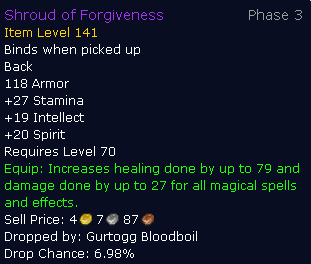 Shroud of Forgiveness Phase 3
Item Level 141
Binds when picked up
Back
118 Armor
+27 Stamina
+19 Intellect
+20 Spirit
Requires Level 70
Equip: Increases healing done by up to 79 and
damage done by up to 27 for all magical spells
and effects.
Sell Price: 4 7 87
Dropped by: Gurtogg Bloodboil
Drop Chance: 6.98%